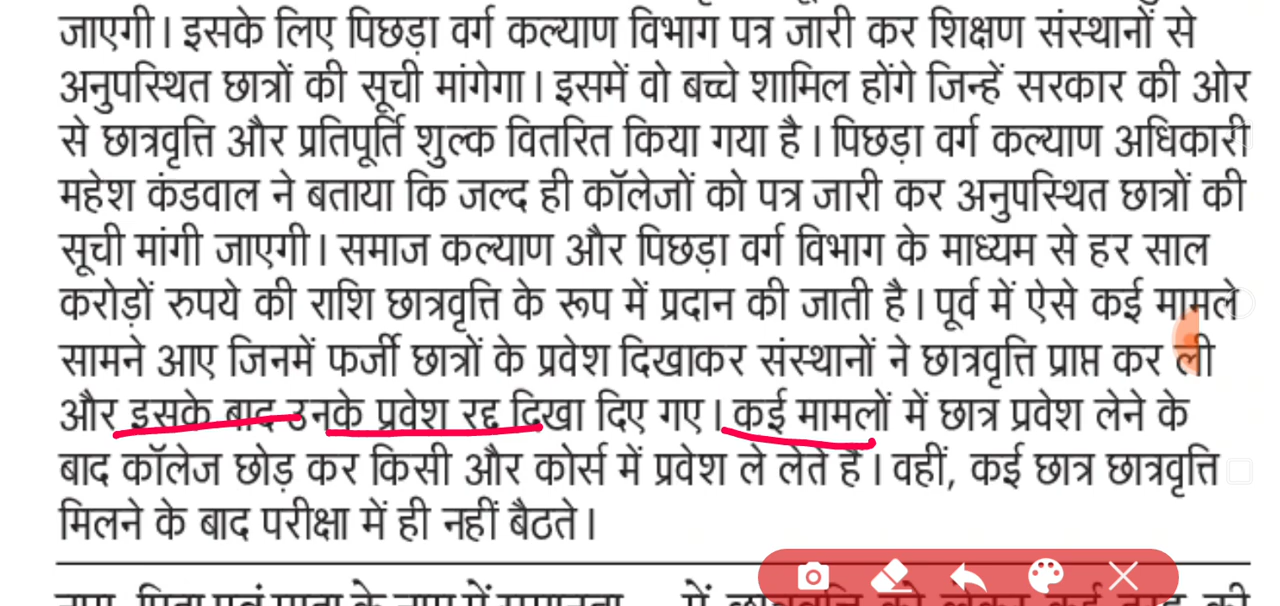 जाएगी। इसके लिए पिछड़ा वर्ग कल्याण विभाग पत्र जारी कर शिक्षण संस्थानों से
अनुपस्थित छात्रों की सूची मांगेगा। इसमें वो बच्चे शामिल होंगे जिन्हें सरकार की ओर
से छात्रवृत्ति और प्रतिपूर्ति शुल्क वितरित किया गया है। पिछड़ा वर्ग कल्याण अधिकारी
महेश कंडवाल ने बताया कि जल्द ही कॉलेजों को पत्र जारी कर अनुपस्थित छात्रों की
सूची मांगी जाएगी। समाज कल्याण और पिछड़ा वर्ग विभाग के माध्यम से हर साल
करोड़ों रुपये की राशि छात्रवृत्ति के रूप में प्रदान की जाती है। पूर्व में ऐसे कई मामले
सामने आए जिनमें फर्जी छात्रों के प्रवेश दिखाकर संस्थानों ने छात्रवृत्ति प्राप्त कर ली
और इसके बाद उनके प्रवेश रद्द दिखा दिए गए। कई मामलों में छात्र प्रवेश लेने के
बाद कॉलेज छोड़ कर किसी और कोर्स में प्रवेश ले लेते हैं। वहीं, कई छात्र छात्रवृत्ति
मिलने के बाद परीक्षा में ही नहीं बैठते।